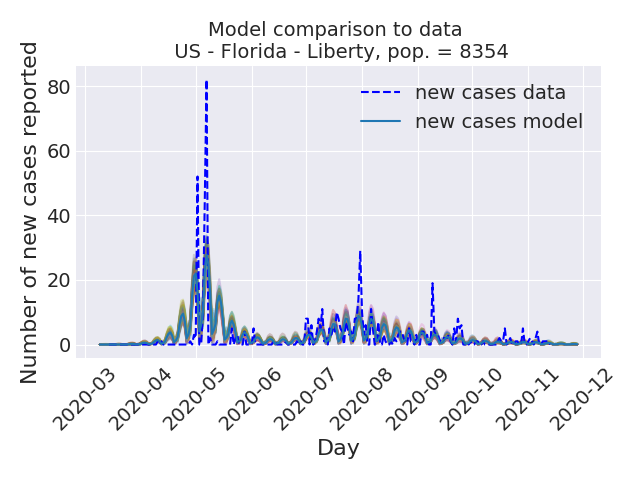 Model comparison to data
US - Florida - Liberty, pop. = 8354
Number of new cases reported
80
60
40
20
0
new cases data
new cases model
2020-03
2020-04
2020-05
2020-06
2020-07
2020-08
2020-09
2020-10
2020-11
2020-12
Day